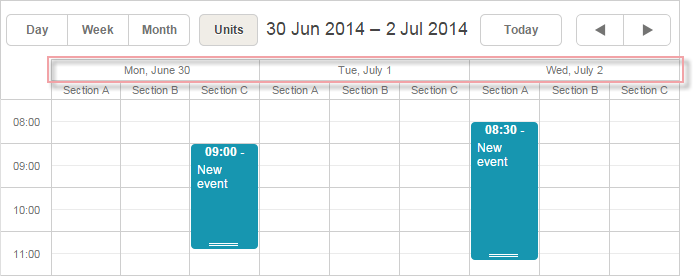 Day Week Month Units 30 Jun 2014 – 2 Jul 2014 Today
Mon, June 30 Tue, July 1 Wed, July 2
Section A Section B Section C Section A Section B Section C Section A Section B Section C
08:00
08:30 -
New
event
09:00 -
New
event
09:00
10:00
11:00